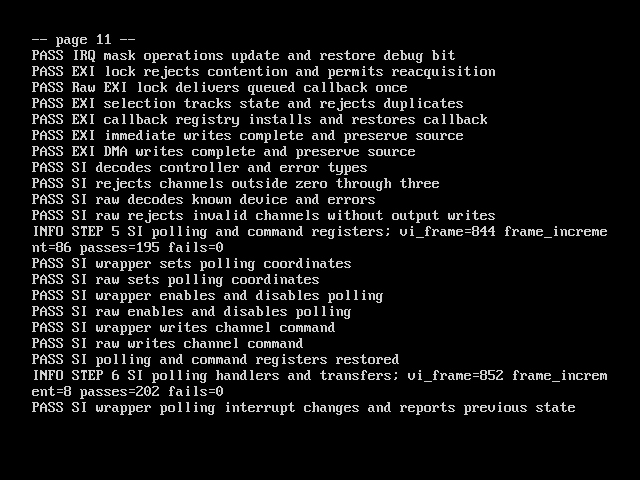 -- page 11 --
PASS IRQ mask operations update and restore debug bit
PASS EXI lock rejects contention and permits reacquisition
PASS Raw EXI lock delivers queued callback once
PASS EXI selection tracks state and rejects duplicates
PASS EXI callback registry installs and restores callback
PASS EXI immediate writes complete and preserve source
PASS EXI DMA writes complete and preserve source
PASS SI decodes controller and error types
PASS SI rejects channels outside zero through three
PASS SI raw decodes known device and errors
PASS SI raw rejects invalid channels without output writes
INFO STEP 5 SI polling and command registers; vi_frame=844 frame_increme
nt=86 passes=195 fails=0
PASS SI wrapper sets polling coordinates
PASS SI raw sets polling coordinates
PASS SI wrapper enables and disables polling
PASS SI raw enables and disables polling
PASS SI wrapper writes channel command
PASS SI raw writes channel command
PASS SI polling and command registers restored
INFO STEP 6 SI polling handlers and transfers; vi_frame=852 frame_increm
ent=8 passes=202 fails=0
PASS SI wrapper polling interrupt changes and reports previous state